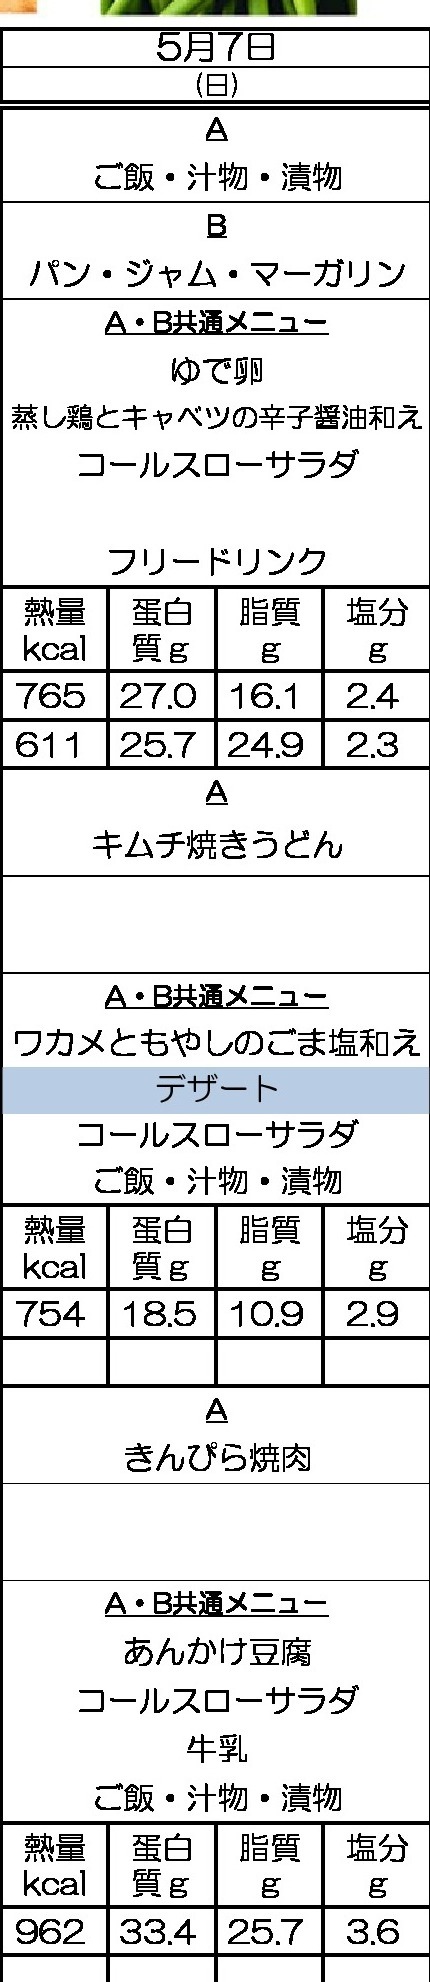 5月7日
(日)
A
ご飯・汁物・漬物
B
パン・ジャム・マーガリン
A・B共通メニュー
ゆで卵
蒸し鶏とキャベツの辛子醤油和え
コールスローサラダ
フリードリンク
熱量 蛋白 脂質 塩分
kcal 質g g g
765 27.0 16.1 2.4
611 25.7 24.9 2.3
A
キムチ焼きうどん
A・B共通メニュー
ワカメともやしのごま塩和え
デザート
コールスローサラダ
ご飯・汁物・漬物
熱量 蛋白 脂質 塩分
kcal 質g g g
754 18.5 10.9 2.9
A
きんぴら焼肉
A・B共通メニュー
あんかけ豆腐
コールスローサラダ
牛乳
ご飯・汁物・漬物
熱量 蛋白 脂質 塩分
kcal 質g g g
962 33.4 25.7 3.6